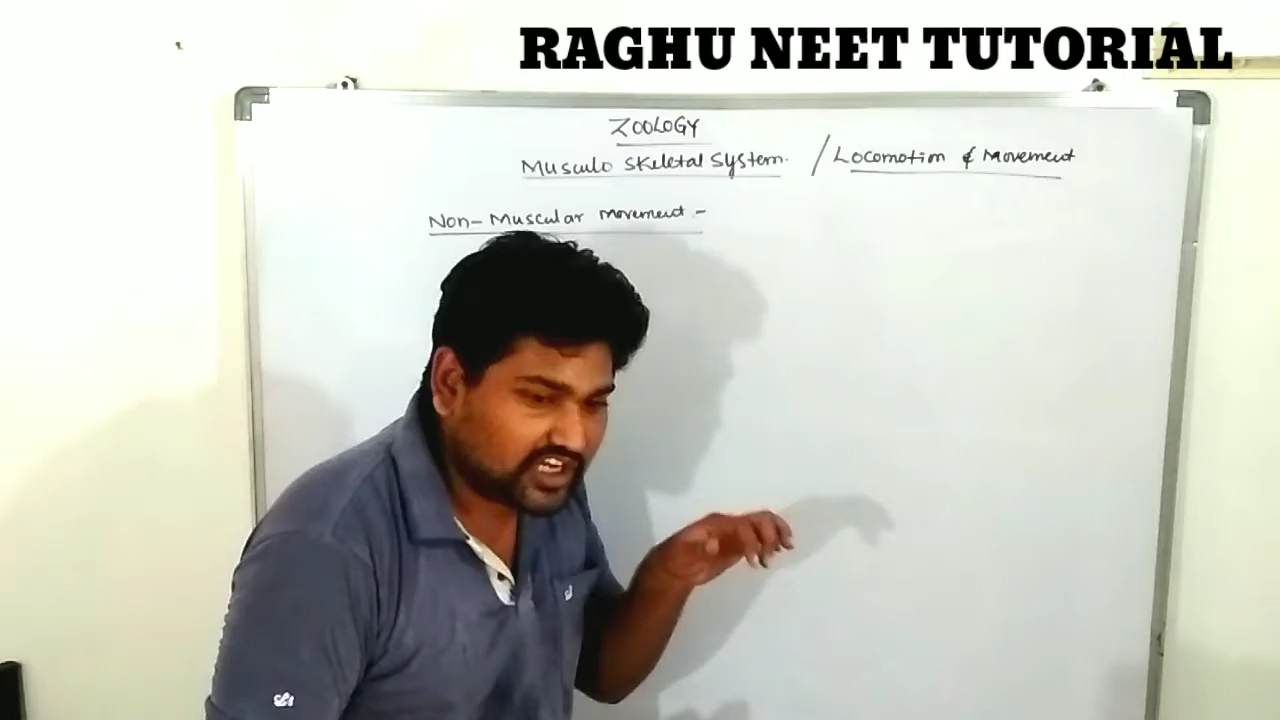 RAGHU NEET TUTORIAL
ZOOLOGY
Musculo Skeletal System. / Locomotion & Movement
Non-Muscular Movement :-